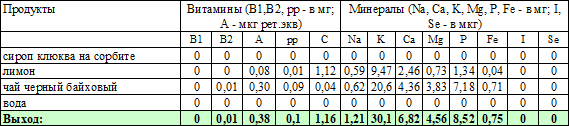 Продукты Витамины (B1,B2, pp - в мг; А - мкг рет.экв) Минералы (Na, Ca, K, Mg, P, Fe - в мг; I, Se - в мкг)
B1 B2 A pp C Na K Ca Mg P Fe I Se
сироп клюква на сорбите 0 0 0 0 0 0 0 0 0 0 0 0 0
лимон 0 0 0,08 0,01 1,12 0,59 9,47 2,46 0,73 1,34 0,04 0 0
чай черный байховый 0 0,01 0,30 0,09 0,04 0,62 20,6 4,36 3,83 7,18 0,71 0 0
вода 0 0 0 0 0 0 0 0 0 0 0 0 0
Выход: 0 0,01 0,38 0,1 1,16 1,21 30,1 6,82 4,56 8,52 0,75 0 0